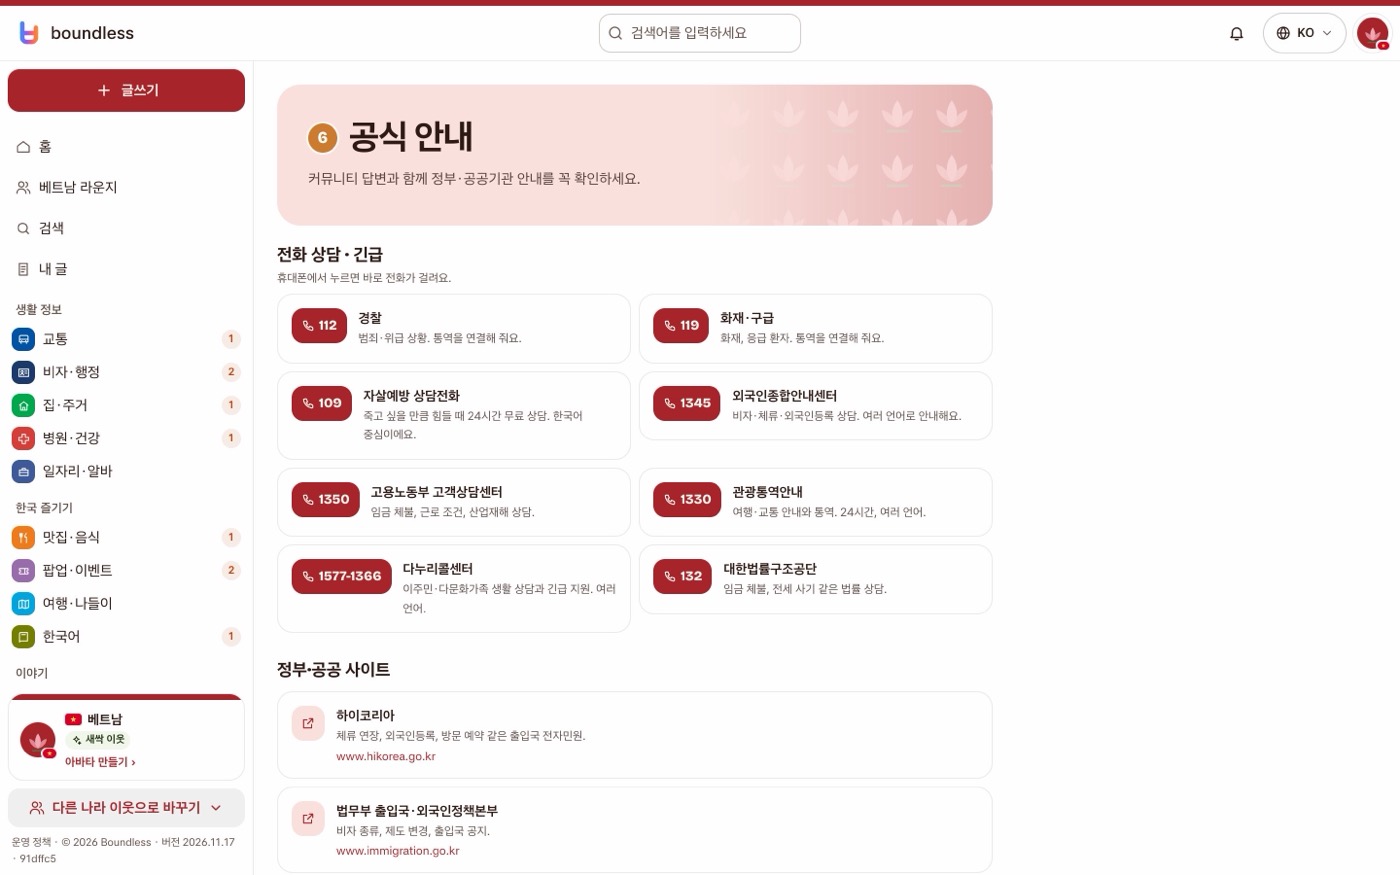 boundless
검색어를 입력하세요
KO
글쓰기
홈
베트남 라운지
검색
내 글
생활 정보
교통 1
비자·행정 2
집·주거 1
병원·건강 1
일자리·알바
한국 즐기기
맛집·음식 1
팝업·이벤트 2
여행·나들이
한국어 1
이야기
베트남
새싹 이웃
아바타 만들기 ›
다른 나라 이웃으로 바꾸기
운영 정책 · © 2026 Boundless · 버전 2026.11.17
· 91dffc5
6 공식 안내
커뮤니티 답변과 함께 정부·공공기관 안내를 꼭 확인하세요.
전화 상담 · 긴급
휴대폰에서 누르면 바로 전화가 걸려요.
112 경찰
범죄·위급 상황. 통역을 연결해 줘요.
119 화재·구급
화재, 응급 환자. 통역을 연결해 줘요.
109 자살예방 상담전화
죽고 싶을 만큼 힘들 때 24시간 무료 상담. 한국어
중심이에요.
1345 외국인종합안내센터
비자·체류·외국인등록 상담. 여러 언어로 안내해요.
1350 고용노동부 고객상담센터
임금 체불, 근로 조건, 산업재해 상담.
1330 관광통역안내
여행·교통 안내와 통역. 24시간, 여러 언어.
1577-1366 다누리콜센터
이주민·다문화가족 생활 상담과 긴급 지원. 여러
언어.
132 대한법률구조공단
임금 체불, 전세 사기 같은 법률 상담.
정부·공공 사이트
하이코리아
체류 연장, 외국인등록, 방문 예약 같은 출입국 전자민원.
www.hikorea.go.kr
법무부 출입국·외국인정책본부
비자 종류, 제도 변경, 출입국 공지.
www.immigration.go.kr